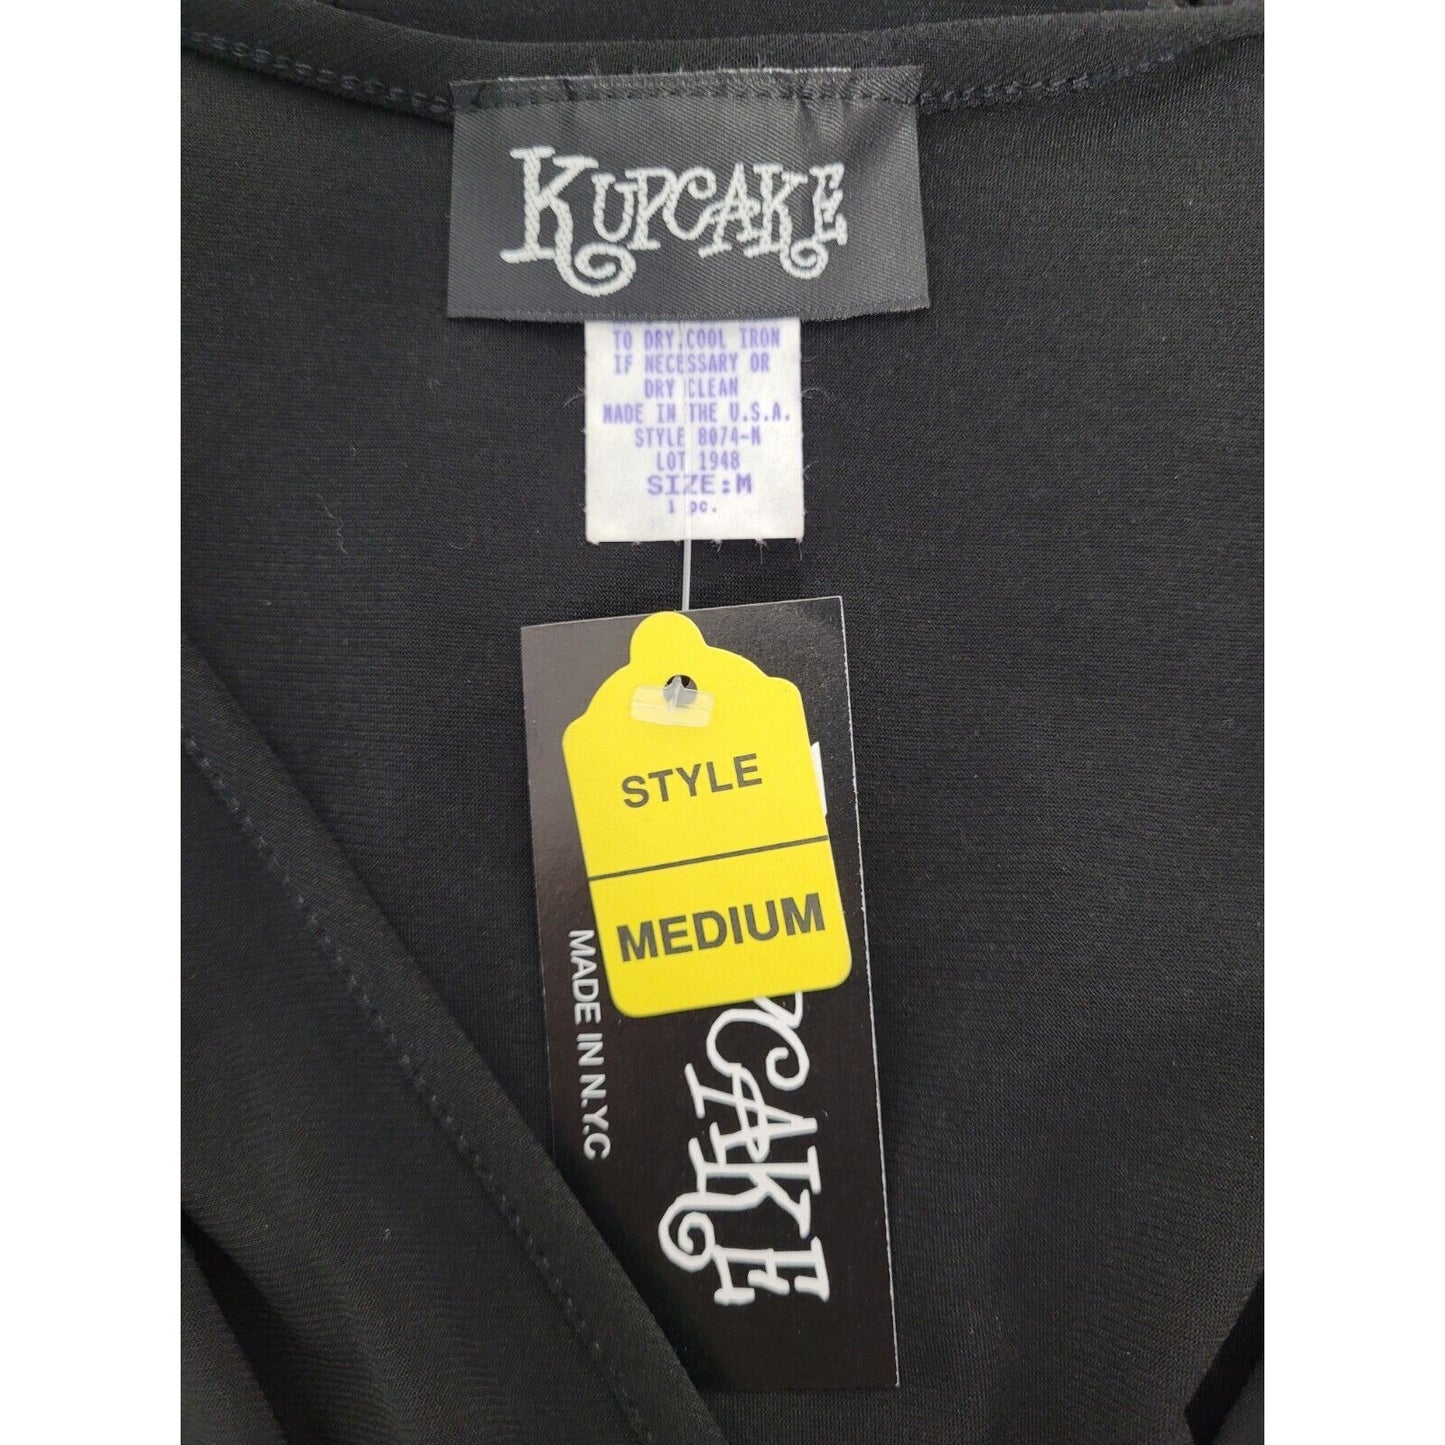 KUPCAKE
TO DRY.COOL IRON
IF NECESSARY OR
DRY CLEAN
MADE IN THE U.S.A.
STYLE 8074-M
LOT 1948
SIZE:M
1 pc.
STYLE
MEDIUM
MADE IN N.Y.C
PCAKE